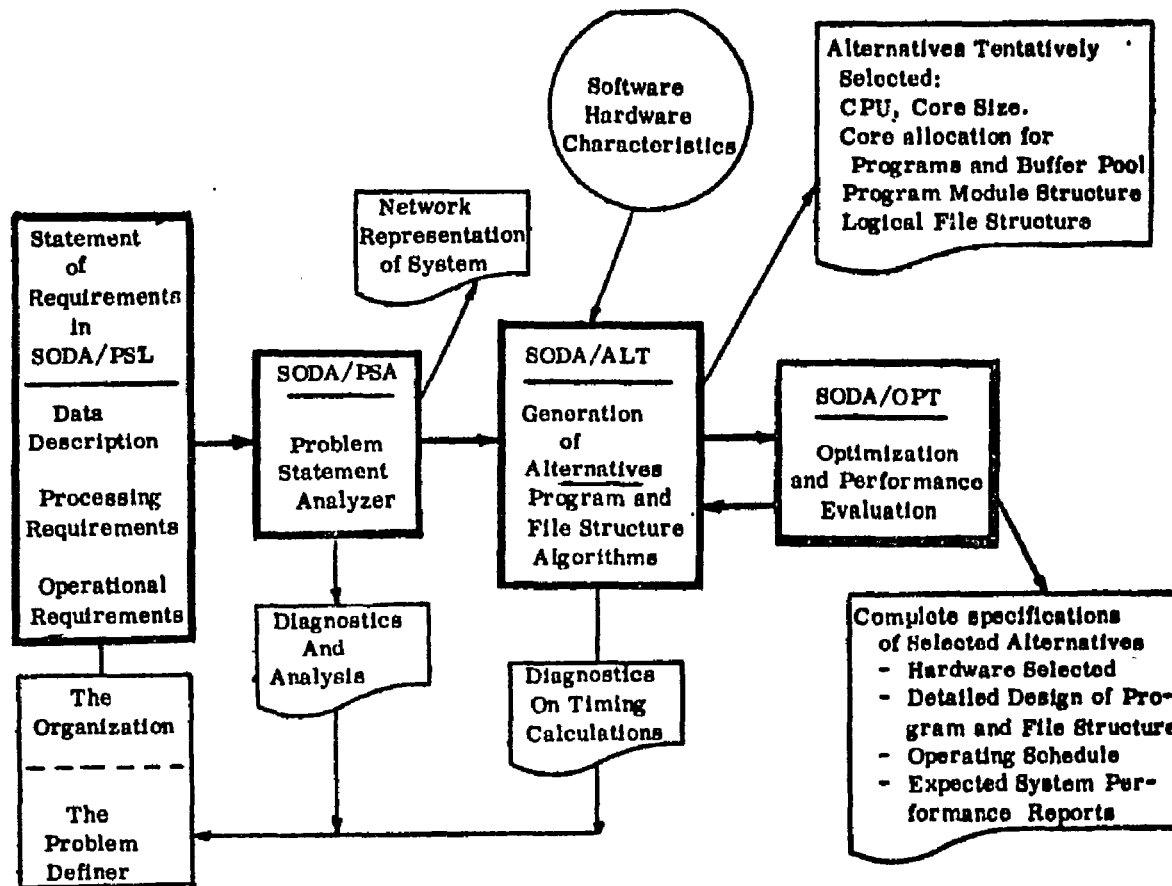 Statement
of
Requirements
in
SODA/PSL
Data
Description
Processing
Requirements
Operational
Requirements
The
Organization
The
Problem
Definer
SODA/PSA
Problem
Statement
Analyzer
Network
Representation
of System
Diagnostics
And
Analysis
Software
Hardware
Characteristics
SODA/ALT
Generation
of
Alternatives
Program and
File Structure
Algorithms
Diagnostics
On Timing
Calculations
Alternatives Tentatively
Selected:
CPU, Core Size.
Core allocation for
Programs and Buffer Pool
Program Module Structure
Logical File Structure
SODA/OPT
Optimization
and Performance
Evaluation
Complete specifications
of Selected Alternatives
- Hardware Selected
- Detailed Design of Pro-
gram and File Structure
- Operating Schedule
- Expected System Per-
formance Reports